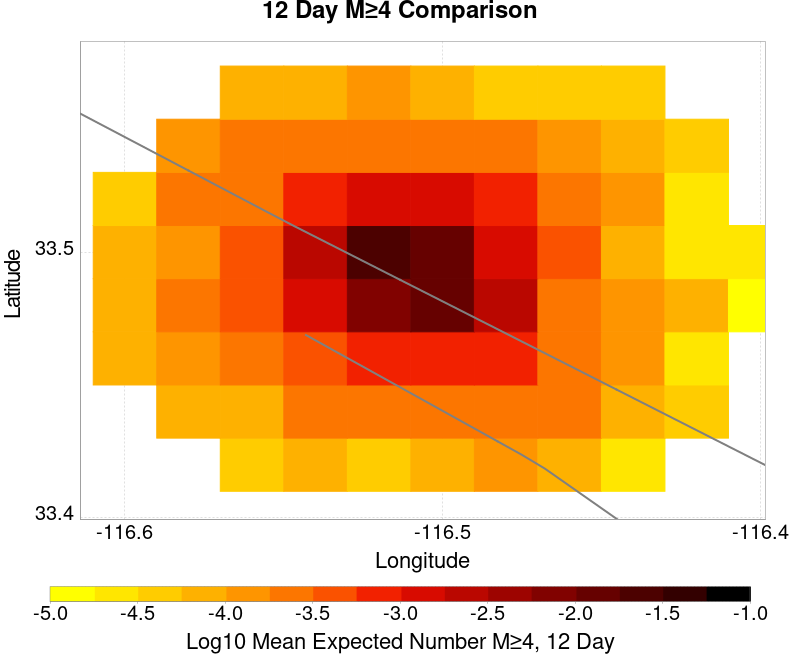 12 Day M≥4 Comparison
Latitude
33.5
33.4
-116.6 -116.5 -116.4
Longitude
-5.0 -4.5 -4.0 -3.5 -3.0 -2.5 -2.0 -1.5 -1.0
Log10 Mean Expected Number M≥4, 12 Day